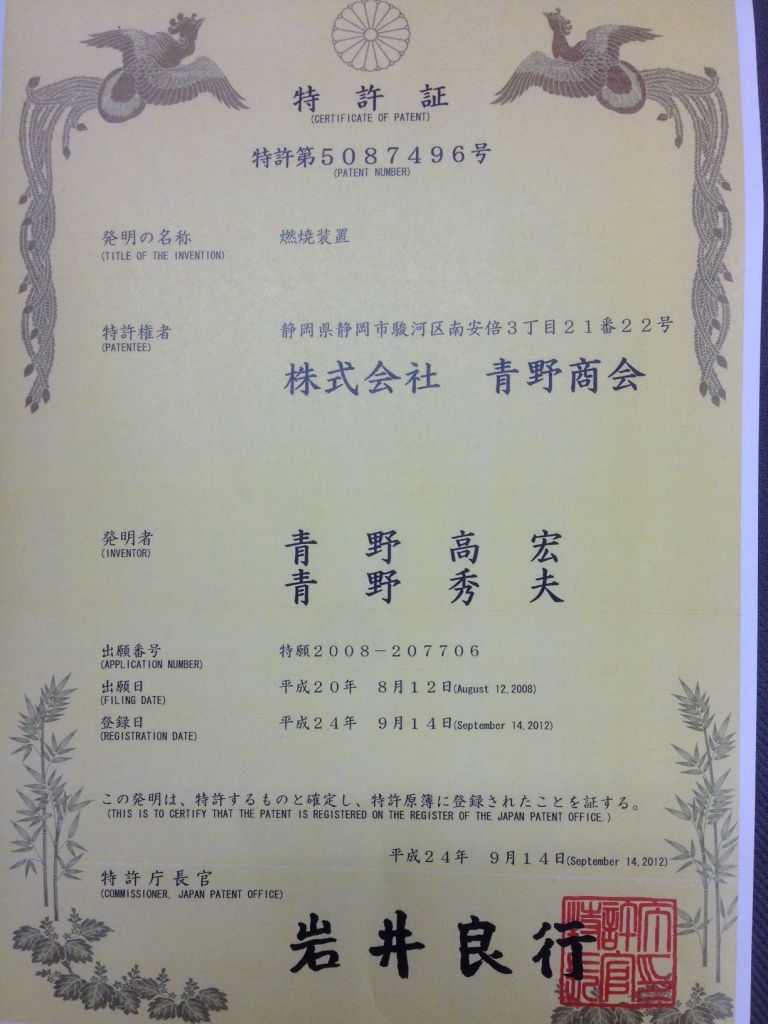 特許証
(CERTIFICATE OF PATENT)
特許第5087496号
(PATENT NUMBER)
発明の名称 燃焼装置
(TITLE OF THE INVENTION)
特許権者 静岡県静岡市駿河区南安倍3丁目21番22号
(PATENTEE)
株式会社 青野商会
発明者 青野高宏
(INVENTOR)
青野秀夫
出願番号 特願2008-207706
(APPLICATION NUMBER)
出願日 平成20年 8月12日(August 12,2008)
(FILING DATE)
登録日 平成24年 9月14日(September 14,2012)
(REGISTRATION DATE)
この発明は、特許するものと確定し、特許原簿に登録されたことを証する。
(THIS IS TO CERTIFY THAT THE PATENT IS REGISTERED ON THE REGISTER OF THE JAPAN PATENT OFFICE.)
平成24年 9月14日(September 14,2012)
特許庁長官
(COMMISSIONER, JAPAN PATENT OFFICE)
岩井良行